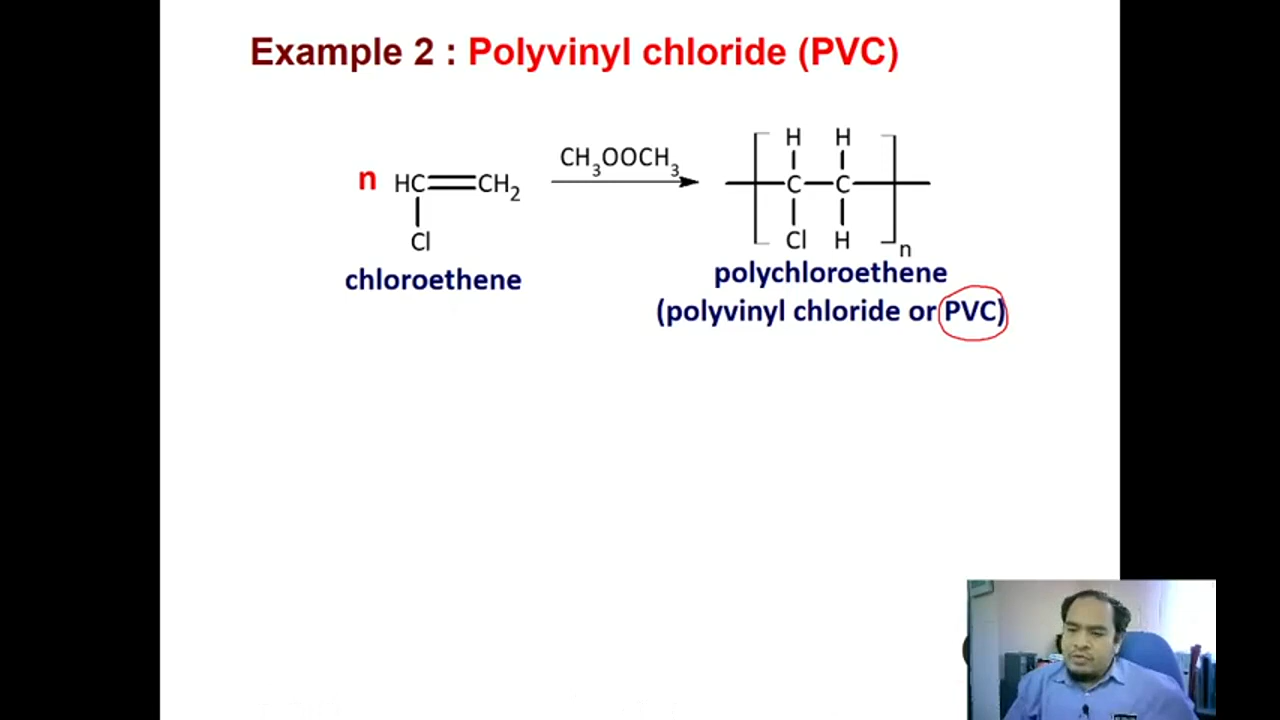 Example 2 : Polyvinyl chloride (PVC)
CH3OOCH3
n HC=CH2
Cl
chloroethene
H H
C C
Cl H
n
polychloroethene
(polyvinyl chloride or PVC)